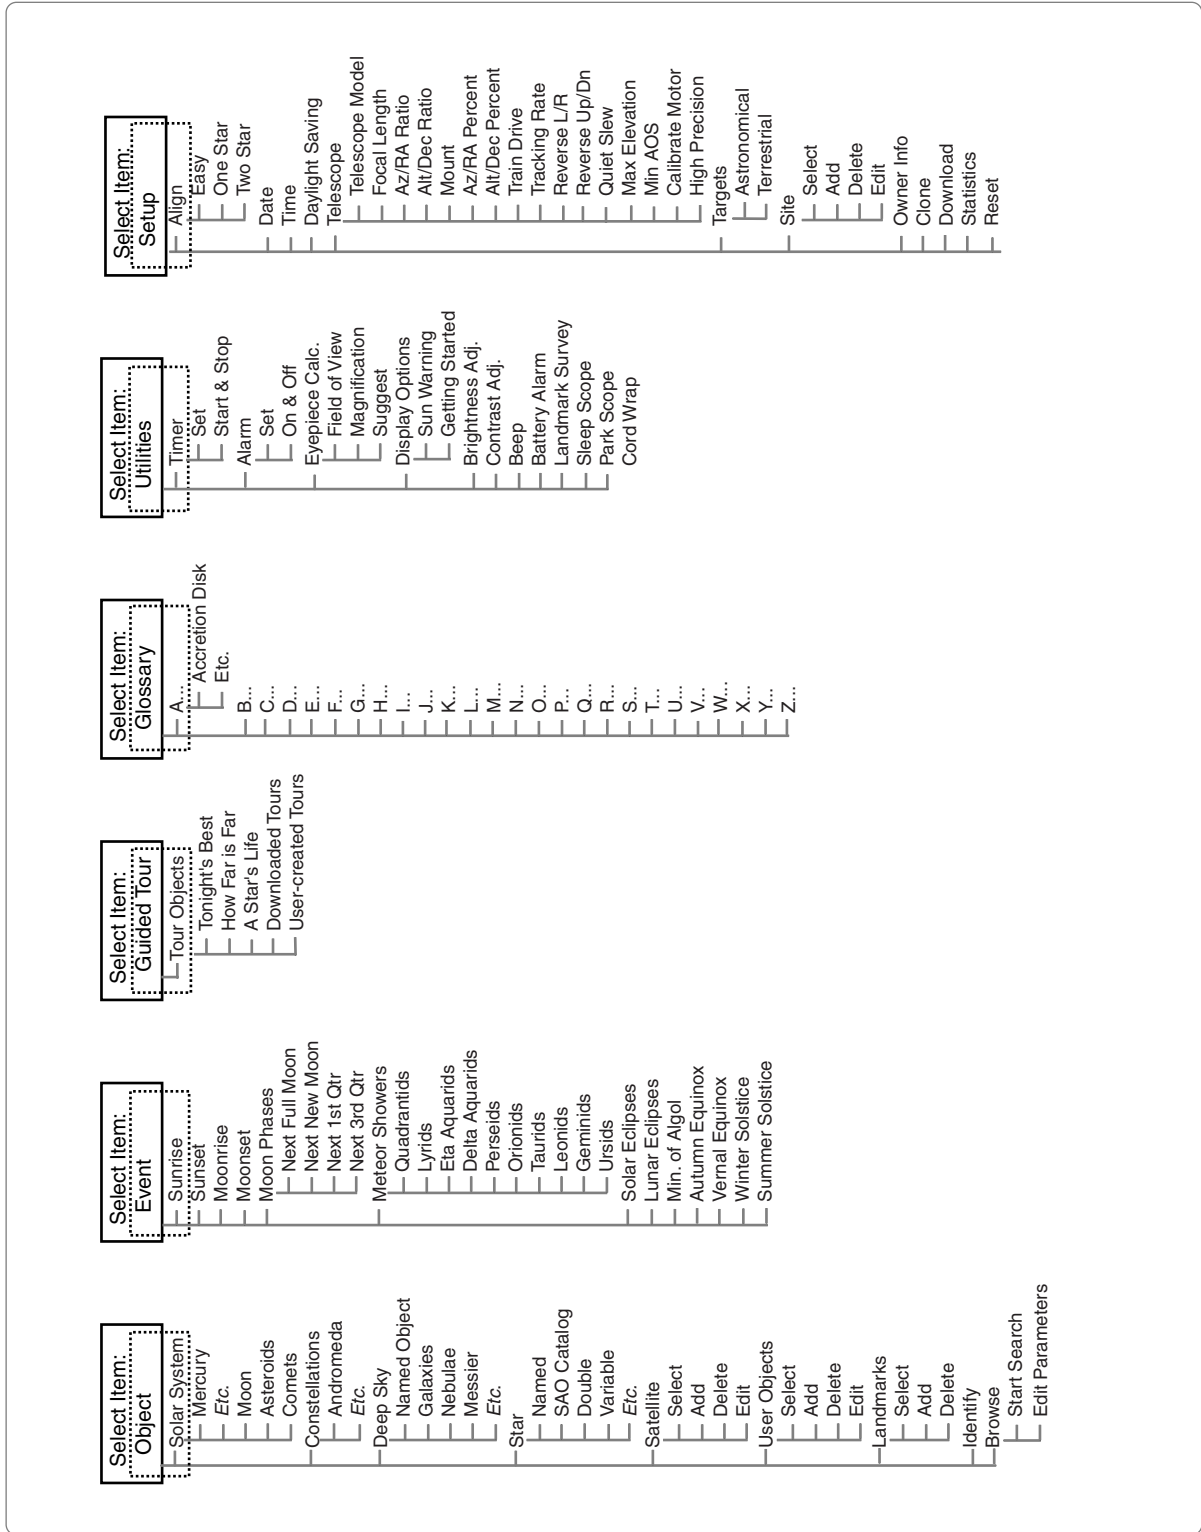 Select Item:
Object
Solar System
Mercury
Etc.
Moon
Asteroids
Comets
Constellations
Andromeda
Etc.
Deep Sky
Named Object
Galaxies
Nebulae
Messier
Etc.
Star
Named
SAO Catalog
Double
Variable
Etc.
Satellite
Select
Add
Delete
Edit
User Objects
Select
Add
Delete
Edit
Landmarks
Select
Add
Delete
Identify
Browse
Start Search
Edit Parameters
Select Item:
Event
Sunrise
Sunset
Moonrise
Moonset
Moon Phases
Next Full Moon
Next New Moon
Next 1st Qtr
Next 3rd Qtr
Meteor Showers
Quadrantids
Lyrids
Eta Aquarids
Delta Aquarids
Perseids
Orionids
Taurids
Leonids
Geminids
Ursids
Solar Eclipses
Lunar Eclipses
Min. of Algol
Autumn Equinox
Vernal Equinox
Winter Solstice
Summer Solstice
Select Item:
Guided Tour
Tour Objects
Tonight's Best
How Far is Far
A Star's Life
Downloaded Tours
User-created Tours
Select Item:
Glossary
A...
Accretion Disk
Etc.
B...
C...
D...
E...
F...
G...
H...
I...
J...
K...
L...
M...
N...
O...
P...
Q...
R...
S...
T...
U...
V...
W...
X...
Y...
Z...
Select Item:
Utilities
Timer
Set
Start & Stop
Alarm
Set
On & Off
Eyepiece Calc.
Field of View
Magnification
Suggest
Display Options
Sun Warning
Getting Started
Brightness Adj.
Contrast Adj.
Beep
Battery Alarm
Landmark Survey
Sleep Scope
Park Scope
Cord Wrap
Select Item:
Setup
Align
Easy
One Star
Two Star
Date
Time
Daylight Saving
Telescope
Telescope Model
Focal Length
Az/RA Ratio
Alt/Dec Ratio
Mount
Az/RA Percent
Alt/Dec Percent
Train Drive
Tracking Rate
Reverse L/R
Reverse Up/Dn
Quiet Slew
Max Elevation
Min AOS
Calibrate Motor
High Precision
Targets
Astronomical
Terrestrial
Site
Select
Add
Delete
Edit
Owner Info
Clone
Download
Statistics
Reset